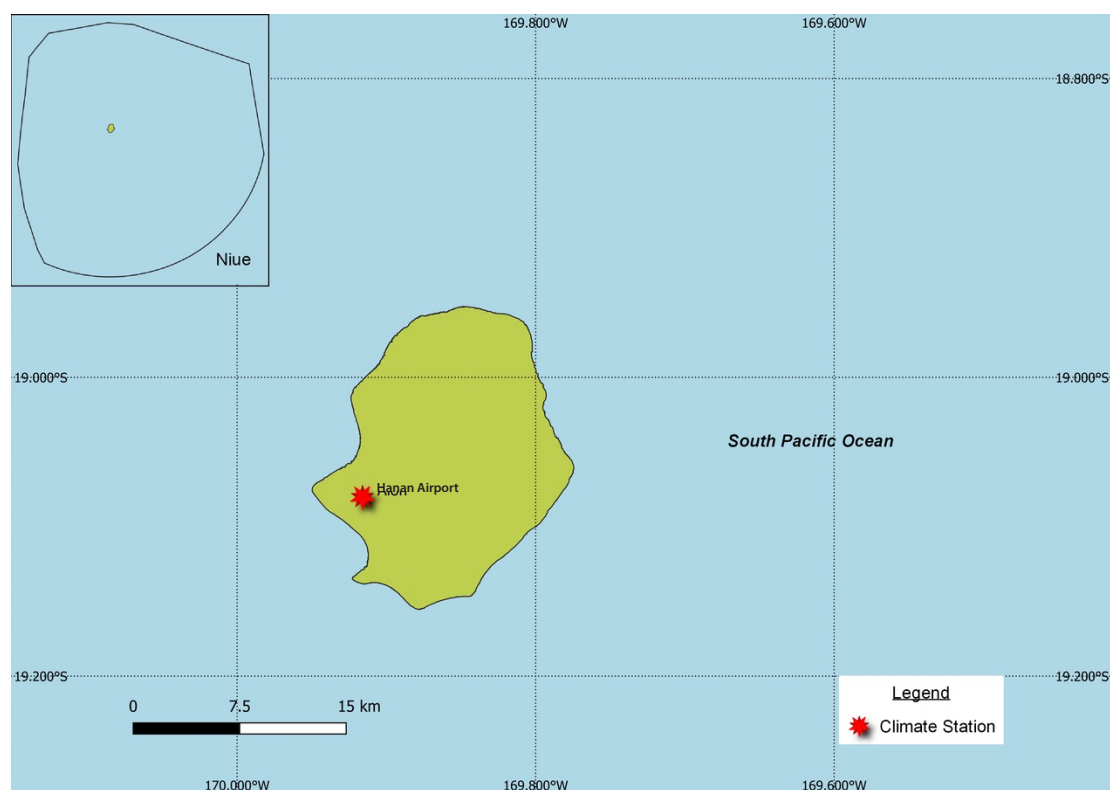 169.800°W
169.600°W
18.800°S
Niue
19.000°S
19.000°S
South Pacific Ocean
Hanan Airport
19.200°S
19.200°S
0
7.5
15 km
Legend
Climate Station
170.000°W
169.800°W
169.600°W